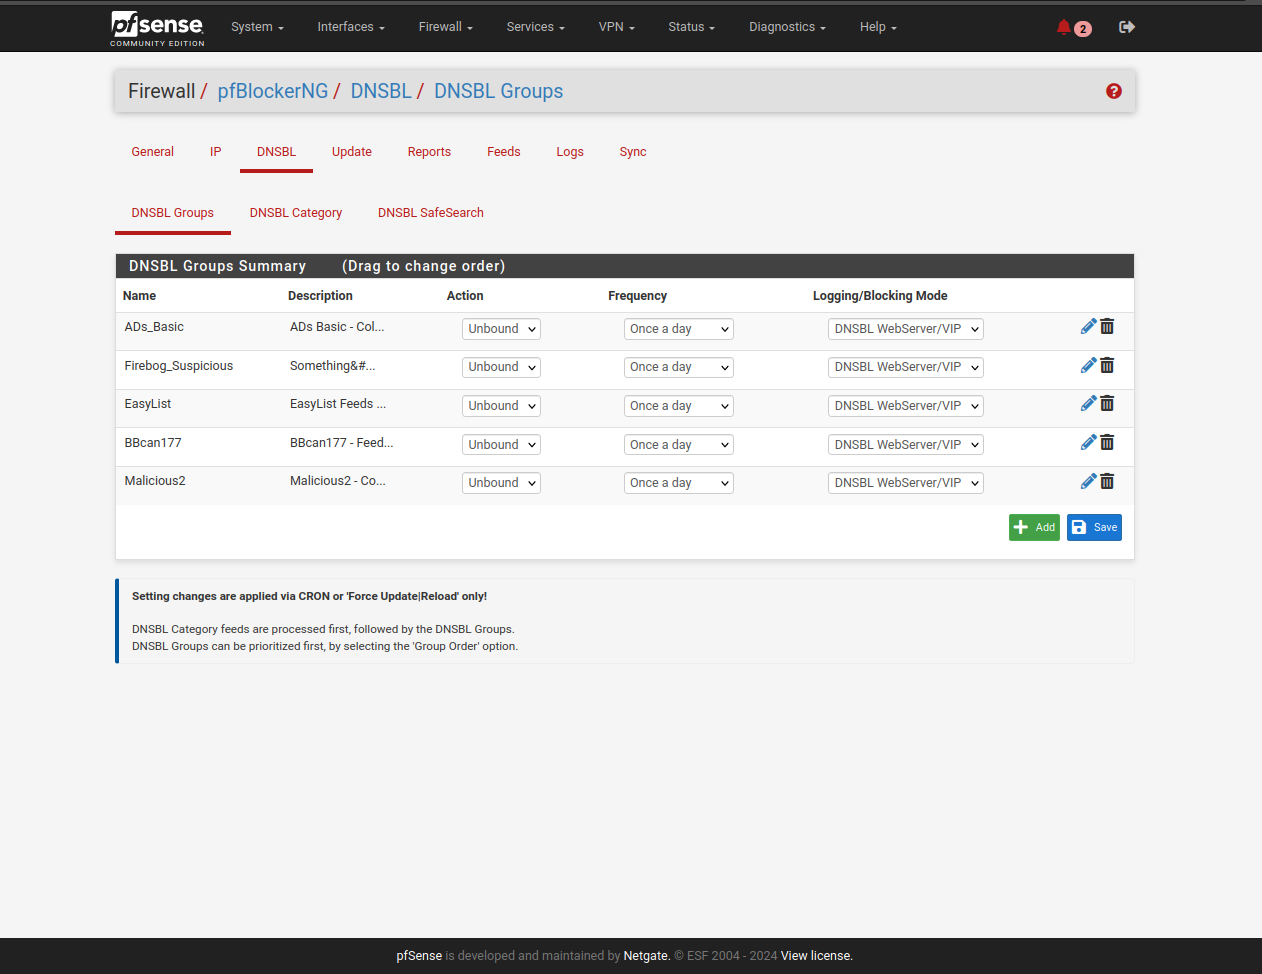 pfsense
COMMUNITY EDITION
System Interfaces Firewall Services VPN Status Diagnostics Help 2
Firewall / pfBlockerNG / DNSBL / DNSBL Groups ?
General IP DNSBL Update Reports Feeds Logs Sync
DNSBL Groups DNSBL Category DNSBL SafeSearch
DNSBL Groups Summary (Drag to change order)
Name Description Action Frequency Logging/Blocking Mode
ADs_Basic ADs Basic - Col... Unbound Once a day DNSBL WebServer/VIP
Firebog_Suspicious Something&#... Unbound Once a day DNSBL WebServer/VIP
EasyList EasyList Feeds ... Unbound Once a day DNSBL WebServer/VIP
BBcan177 BBcan177 - Feed... Unbound Once a day DNSBL WebServer/VIP
Malicious2 Malicious2 - Co... Unbound Once a day DNSBL WebServer/VIP
Add Save
Setting changes are applied via CRON or 'Force Update|Reload' only!
DNSBL Category feeds are processed first, followed by the DNSBL Groups.
DNSBL Groups can be prioritized first, by selecting the 'Group Order' option.
pfSense is developed and maintained by Netgate. © ESF 2004 - 2024 View license.